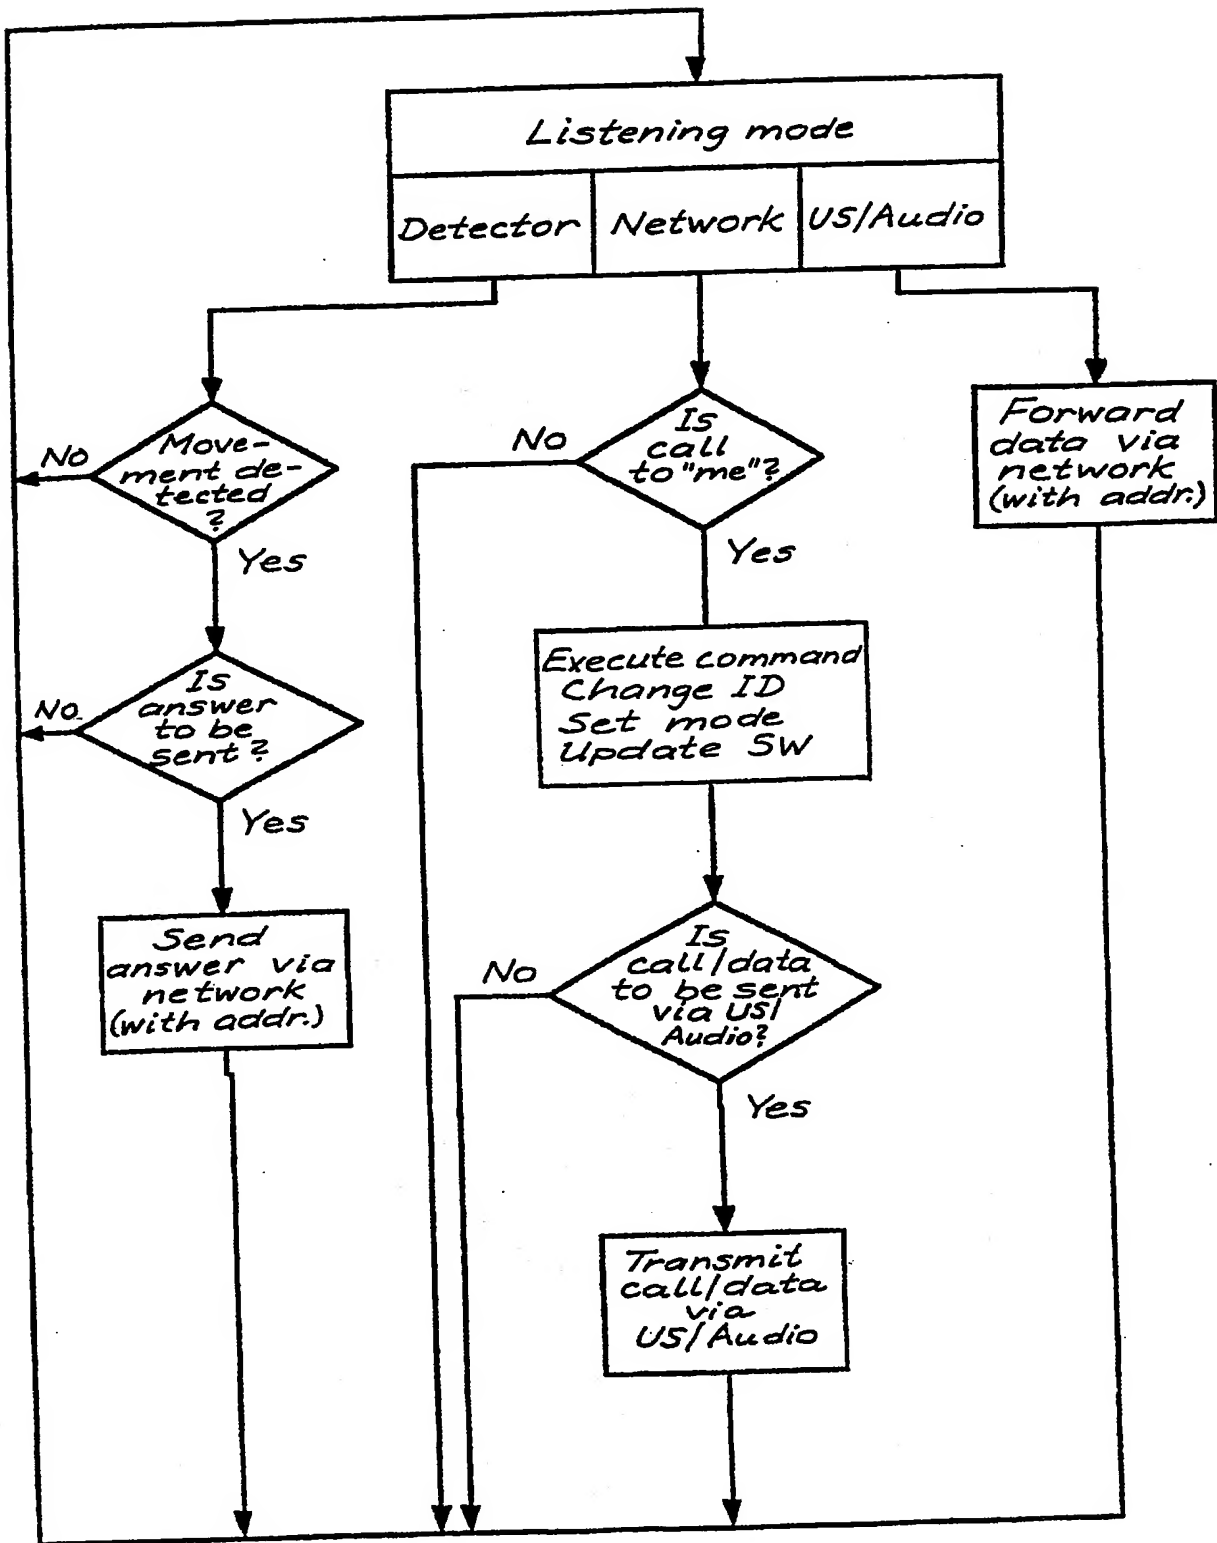 Listening mode
Detector
Network
US/Audio
No
Move-
ment de-
tected
?
Yes
No
Is
answer
to be
sent?
Yes
Send
answer via
network
(with addr.)
No
Is
call
to "me"?
Yes
Execute command
Change ID
Set mode
Update SW
No
Is
call/data
to be sent
via US/
Audio?
Yes
Transmit
call/data
via
US/Audio
Forward
data via
network
(with addr.)